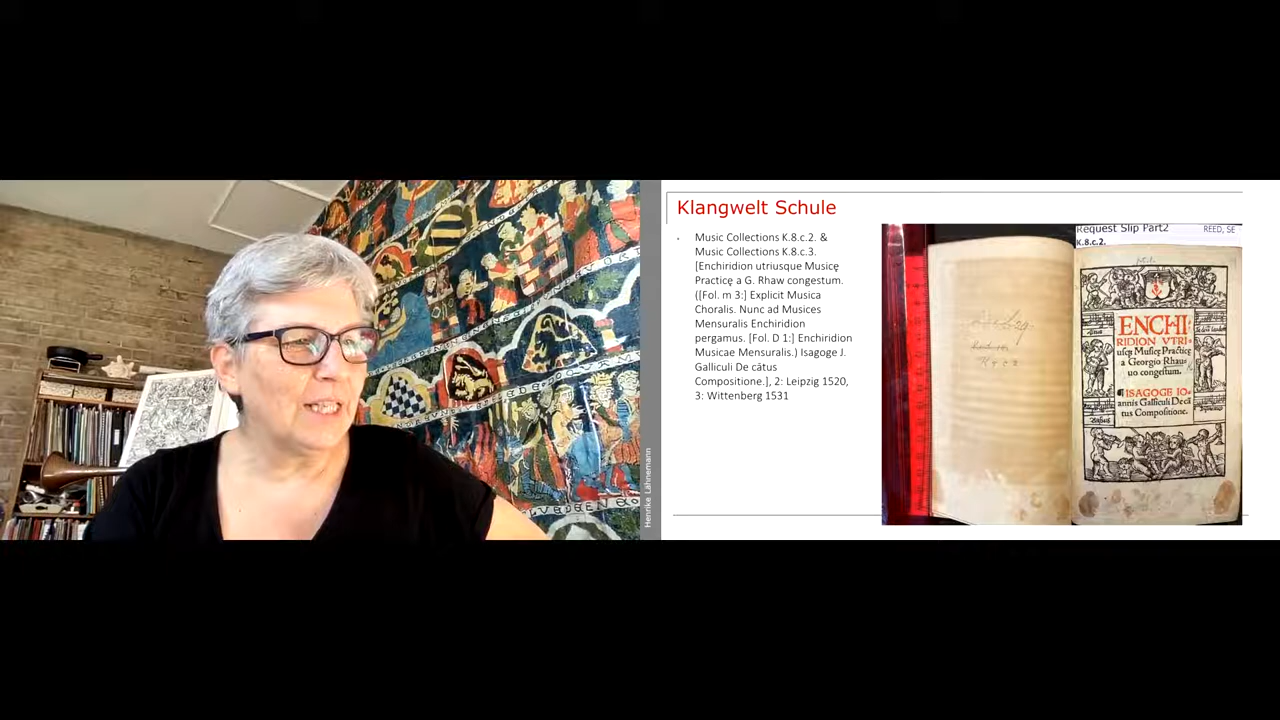 Klangwelt Schule
Music Collections K.8.c.2. &
Music Collections K.8.c.3.
[Enchiridion utriusque Musicę
Practicę a G. Rhaw congestum.
([Fol. m 3:] Explicit Musica
Choralis. Nunc ad Musices
Mensuralis Enchiridion
pergamus. [Fol. D 1:] Enchiridion
Musicae Mensuralis.) Isagoge J.
Galliculi De cātus
Compositione.], 2: Leipzig 1520,
3: Wittenberg 1531
Request Slip Part2
REED, SE
K.8.c.2.
ENCHI
RIDION VTRI
usq; Musicę Practicę
a Georgio Rhau-
uo congestum.
ISAGOGE IO-
annis Galliculi De cā
tus Compositione.
Henrike Lähnemann